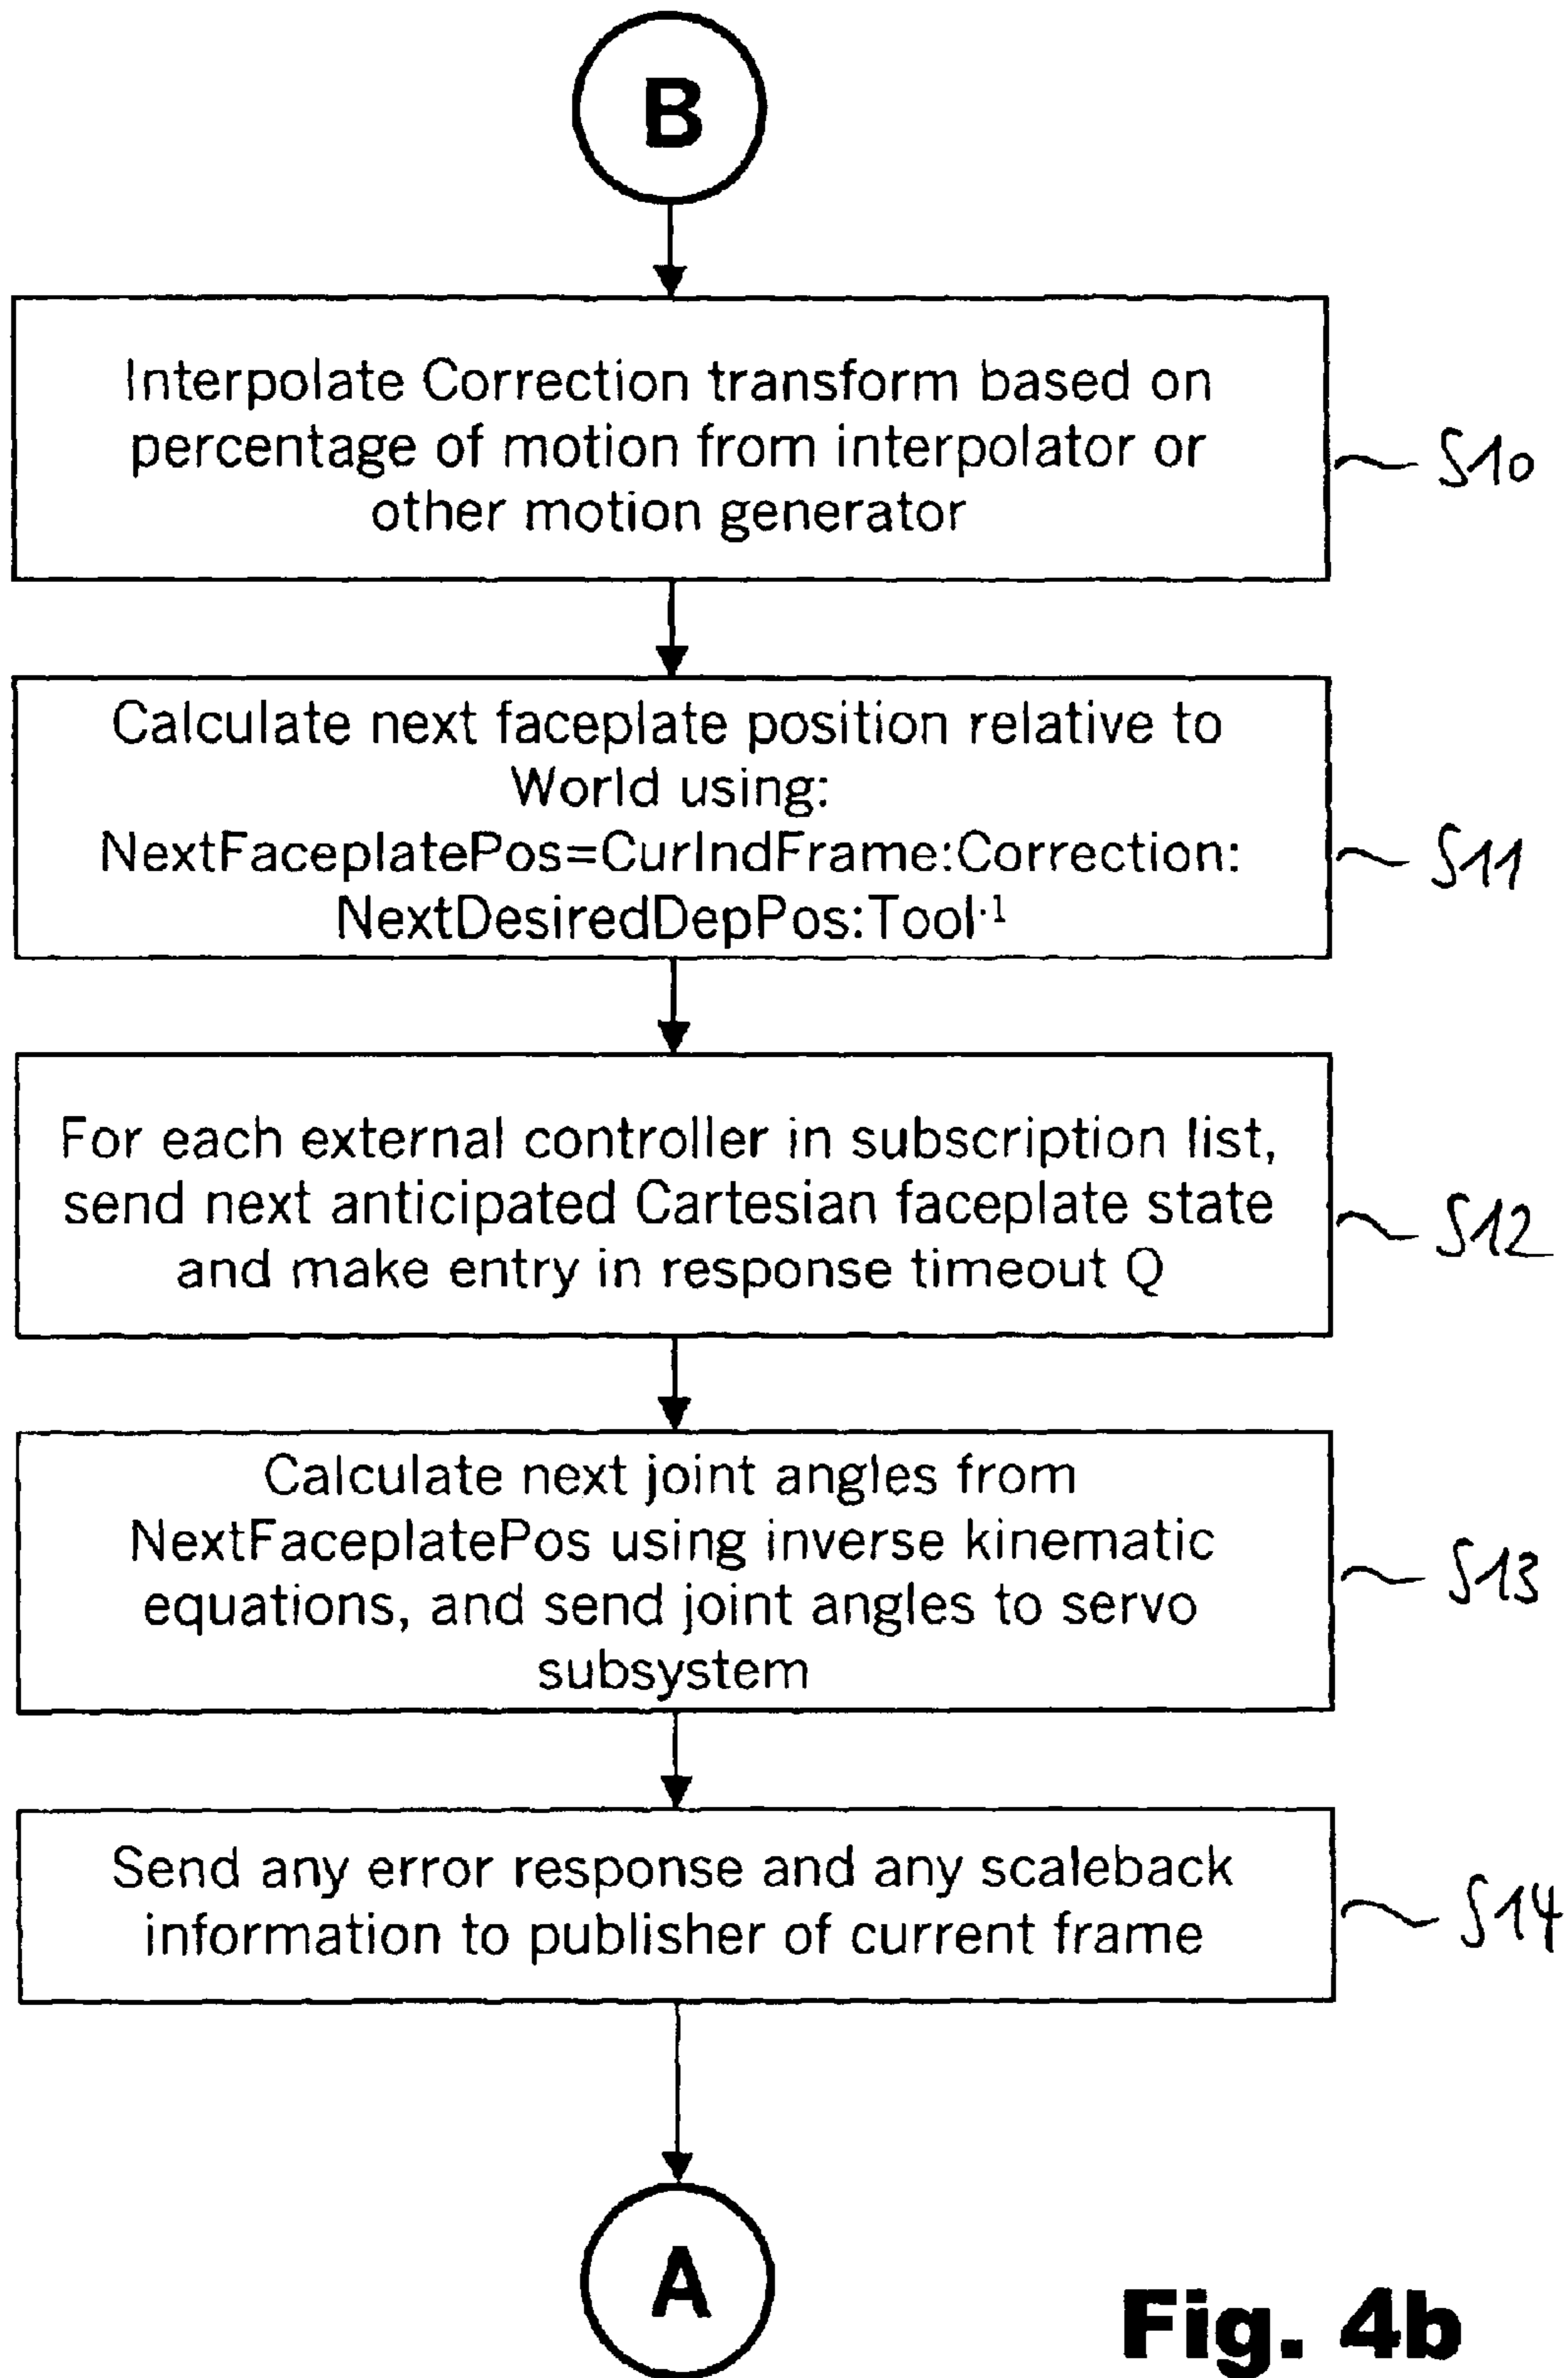 B
Interpolate Correction transform based on
percentage of motion from interpolator or
other motion generator
S10
Calculate next faceplate position relative to
World using:
NextFaceplatePos=CurIndFrame:Correction:
NextDesiredDepPos:Tool⁻¹
S11
For each external controller in subscription list,
send next anticipated Cartesian faceplate state
and make entry in response timeout Q
S12
Calculate next joint angles from
NextFaceplatePos using inverse kinematic
equations, and send joint angles to servo
subsystem
S13
Send any error response and any scaleback
information to publisher of current frame
S14
A
Fig. 4b